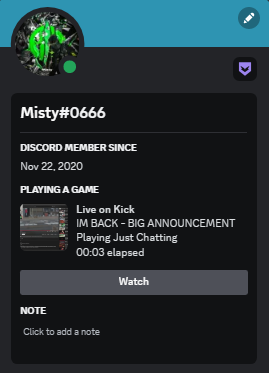 Misty#0666
DISCORD MEMBER SINCE
Nov 22, 2020
PLAYING A GAME
Live on Kick
IM BACK - BIG ANNOUNCEMENT
Playing Just Chatting
00:03 elapsed
Watch
NOTE
Click to add a note